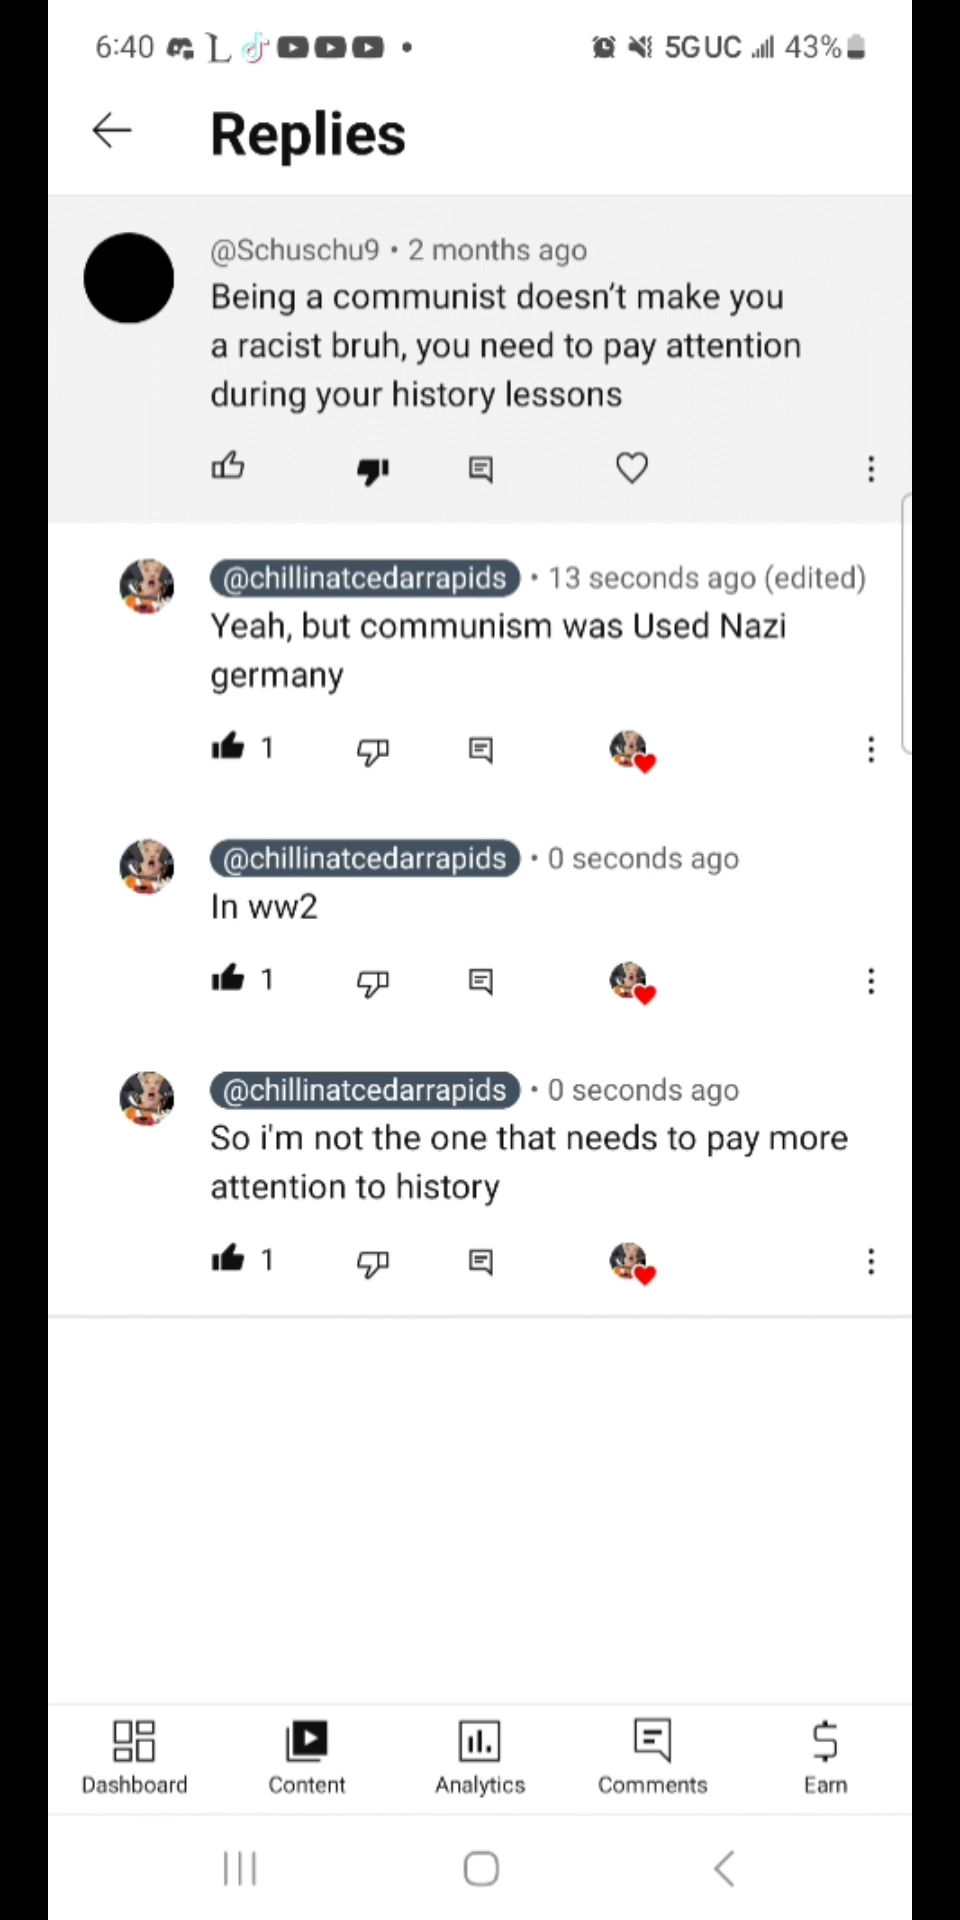 6:40
5G UC 43%
Replies
@Schuschu9 • 2 months ago
Being a communist doesn't make you
a racist bruh, you need to pay attention
during your history lessons
@chillinatcedarrapids • 13 seconds ago (edited)
Yeah, but communism was Used Nazi
germany
1
@chillinatcedarrapids • 0 seconds ago
In ww2
1
@chillinatcedarrapids • 0 seconds ago
So i'm not the one that needs to pay more
attention to history
1
Dashboard Content Analytics Comments Earn